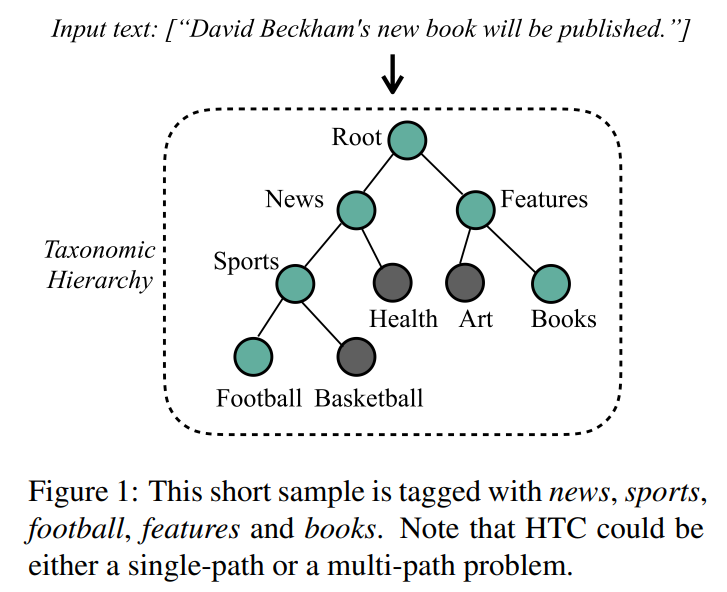 Input text: [“David Beckham's new book will be published.”]
Root
News
Features
Taxonomic
Hierarchy
Sports
Health
Art
Books
Football
Basketball
Figure 1: This short sample is tagged with news, sports,
football, features and books. Note that HTC could be
either a single-path or a multi-path problem.